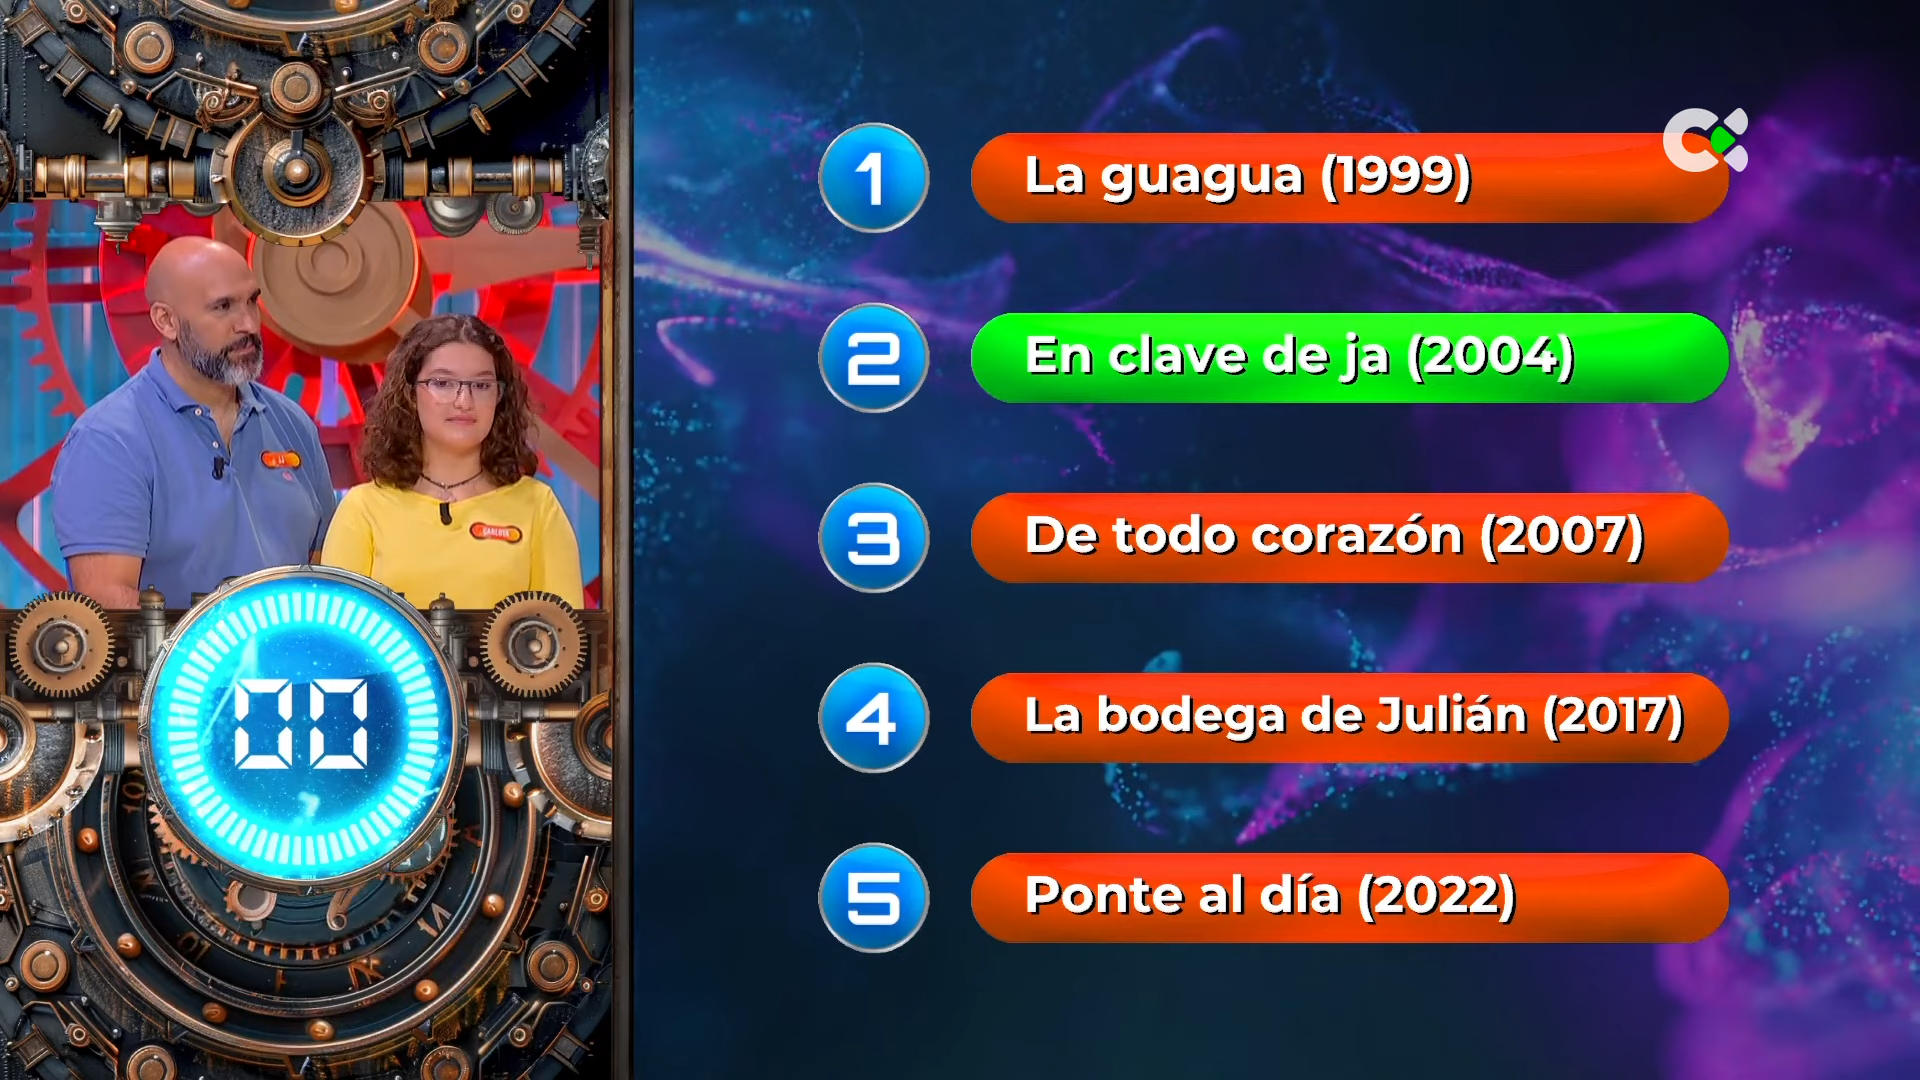 1 La guagua (1999)
2 En clave de ja (2004)
3 De todo corazón (2007)
4 La bodega de Julián (2017)
5 Ponte al día (2022)
CARLOTA
00